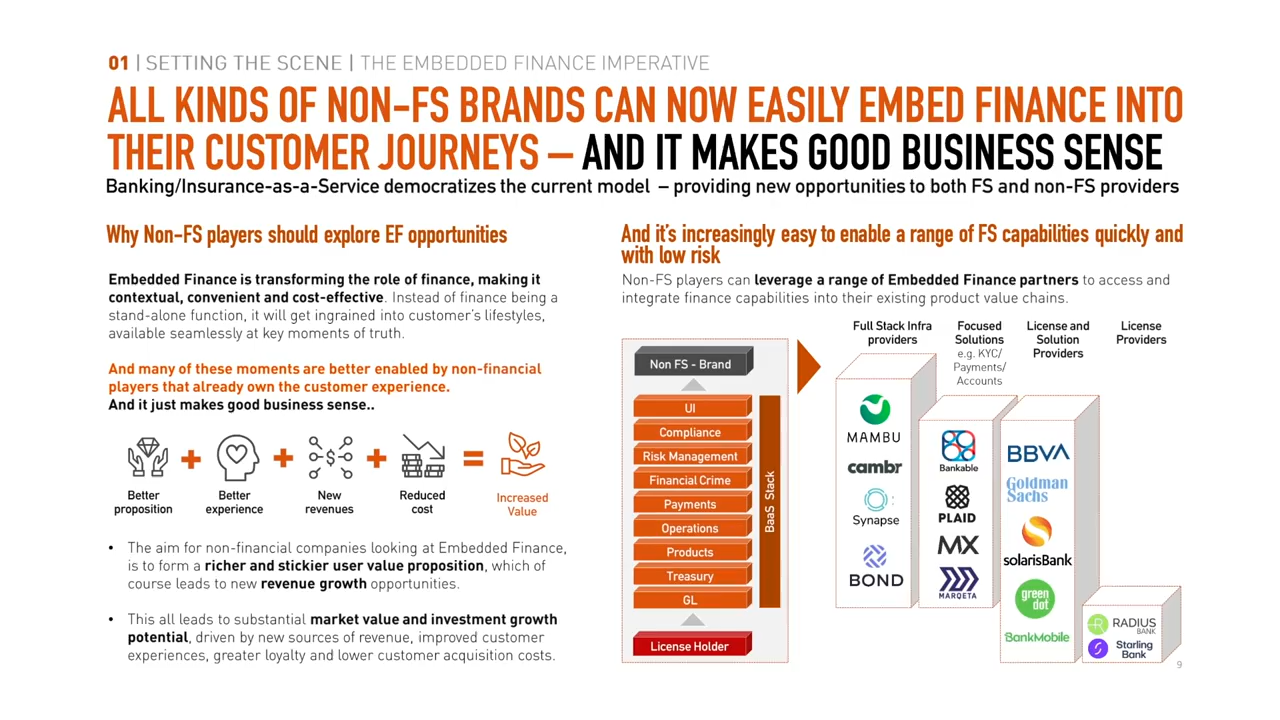 01 | SETTING THE SCENE | THE EMBEDDED FINANCE IMPERATIVE
ALL KINDS OF NON-FS BRANDS CAN NOW EASILY EMBED FINANCE INTO
THEIR CUSTOMER JOURNEYS – AND IT MAKES GOOD BUSINESS SENSE
Banking/Insurance-as-a-Service democratizes the current model – providing new opportunities to both FS and non-FS providers
Why Non-FS players should explore EF opportunities
Embedded Finance is transforming the role of finance, making it
contextual, convenient and cost-effective. Instead of finance being a
stand-alone function, it will get ingrained into customer's lifestyles,
available seamlessly at key moments of truth.
And many of these moments are better enabled by non-financial
players that already own the customer experience.
And it just makes good business sense..
Better
proposition
Better
experience
New
revenues
Reduced
cost
Increased
Value
• The aim for non-financial companies looking at Embedded Finance,
is to form a richer and stickier user value proposition, which of
course leads to new revenue growth opportunities.
• This all leads to substantial market value and investment growth
potential, driven by new sources of revenue, improved customer
experiences, greater loyalty and lower customer acquisition costs.
And it's increasingly easy to enable a range of FS capabilities quickly and
with low risk
Non-FS players can leverage a range of Embedded Finance partners to access and
integrate finance capabilities into their existing product value chains.
Non FS - Brand
UI
Compliance
Risk Management
Financial Crime
Payments
Operations
Products
Treasury
GL
BaaS Stack
License Holder
Full Stack Infra
providers
MAMBU
cambr
Synapse
BOND
Focused
Solutions
e.g. KYC/
Payments/
Accounts
Bankable
PLAID
MX
MARQETA
License and
Solution
Providers
BBVA
Goldman
Sachs
solarisBank
green
dot
BankMobile
License
Providers
RADIUS
BANK
Starling
Bank
9